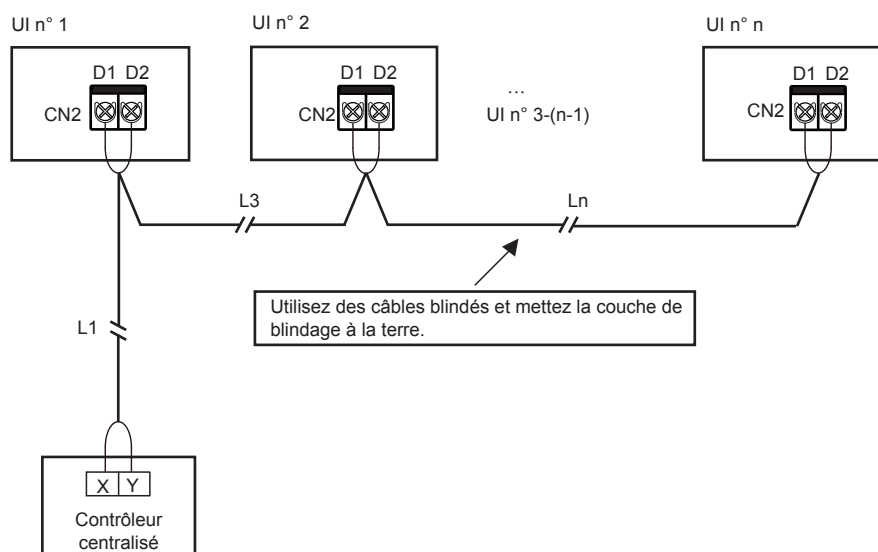 UI n° 1
UI n° 2
UI n° n
D1 D2
CN2
D1 D2
CN2
...
UI n° 3-(n-1)
D1 D2
CN2
L3
Ln
Utilisez des câbles blindés et mettez la couche de
blindage à la terre.
L1
X Y
Contrôleur
centralisé